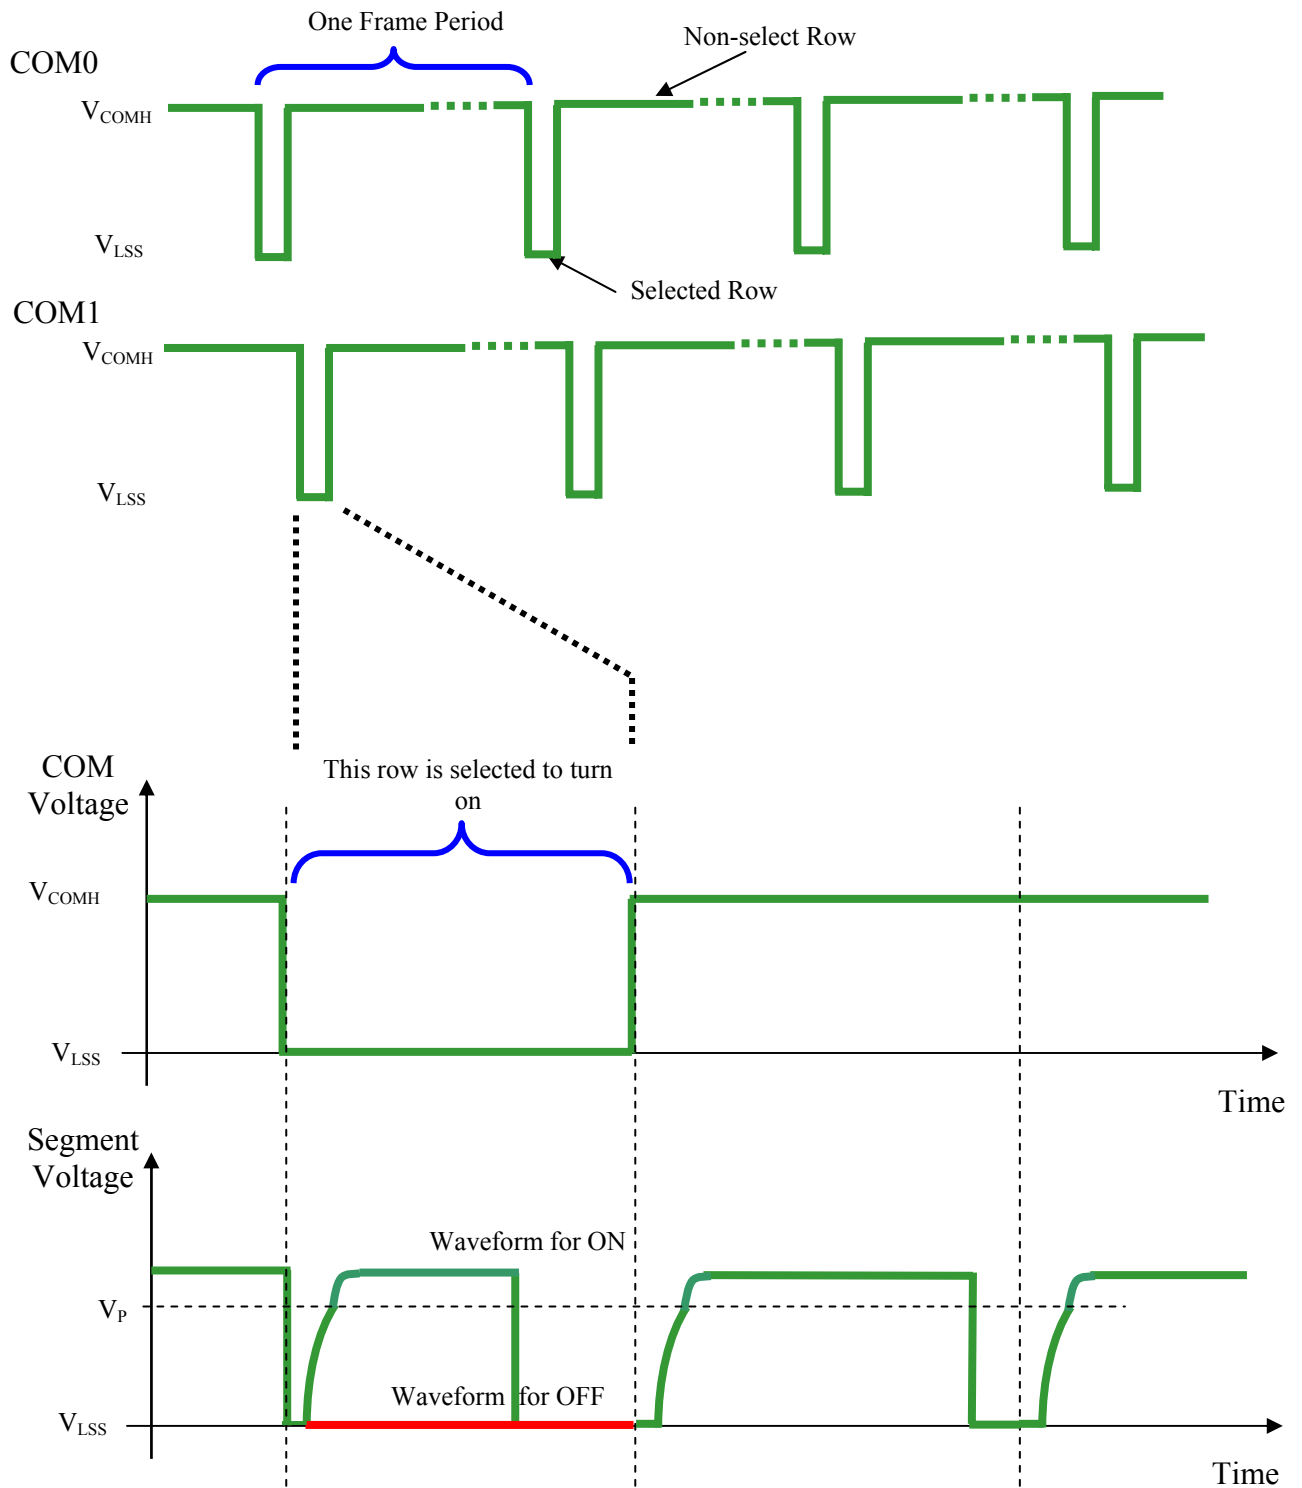 One Frame Period
Non-select Row
COM0
VCOMH
VLSS
Selected Row
COM1
VCOMH
VLSS
This row is selected to turn
on
COM
Voltage
VCOMH
VLSS
Time
Segment
Voltage
Waveform for ON
VP
Waveform for OFF
VLSS
Time